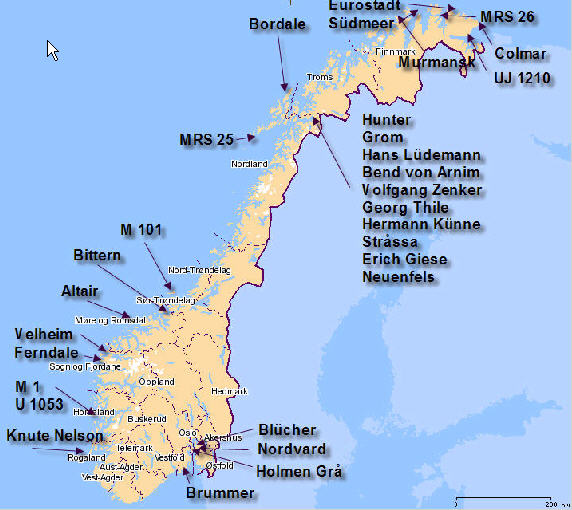 Eurostadt
Südmeer
MRS 26
Bordale
Colmar
Finnmark
Murmansk
UJ 1210
Troms
Hunter
Grom
Hans Lüdemann
Bend von Arnim
Wolfgang Zenker
Georg Thile
Hermann Künne
Strassa
Erich Giese
Neuenfels
MRS 25
Nordland
M 101
Bittern
Nord-Trøndelag
Altair
Sør-Trøndelag
Møre og Romsdal
Velheim
Ferndale
Sogn og Fjordane
Oppland
Hedmark
M 1
U 1053
Hordaland
Buskerud
Knute Nelson
Oslo
Akershus
Blücher
Nordvard
Telemark
Vestfold
Rogaland
Østfold
Holmen Grå
Aust-Agder
Vest-Agder
Brummer
0